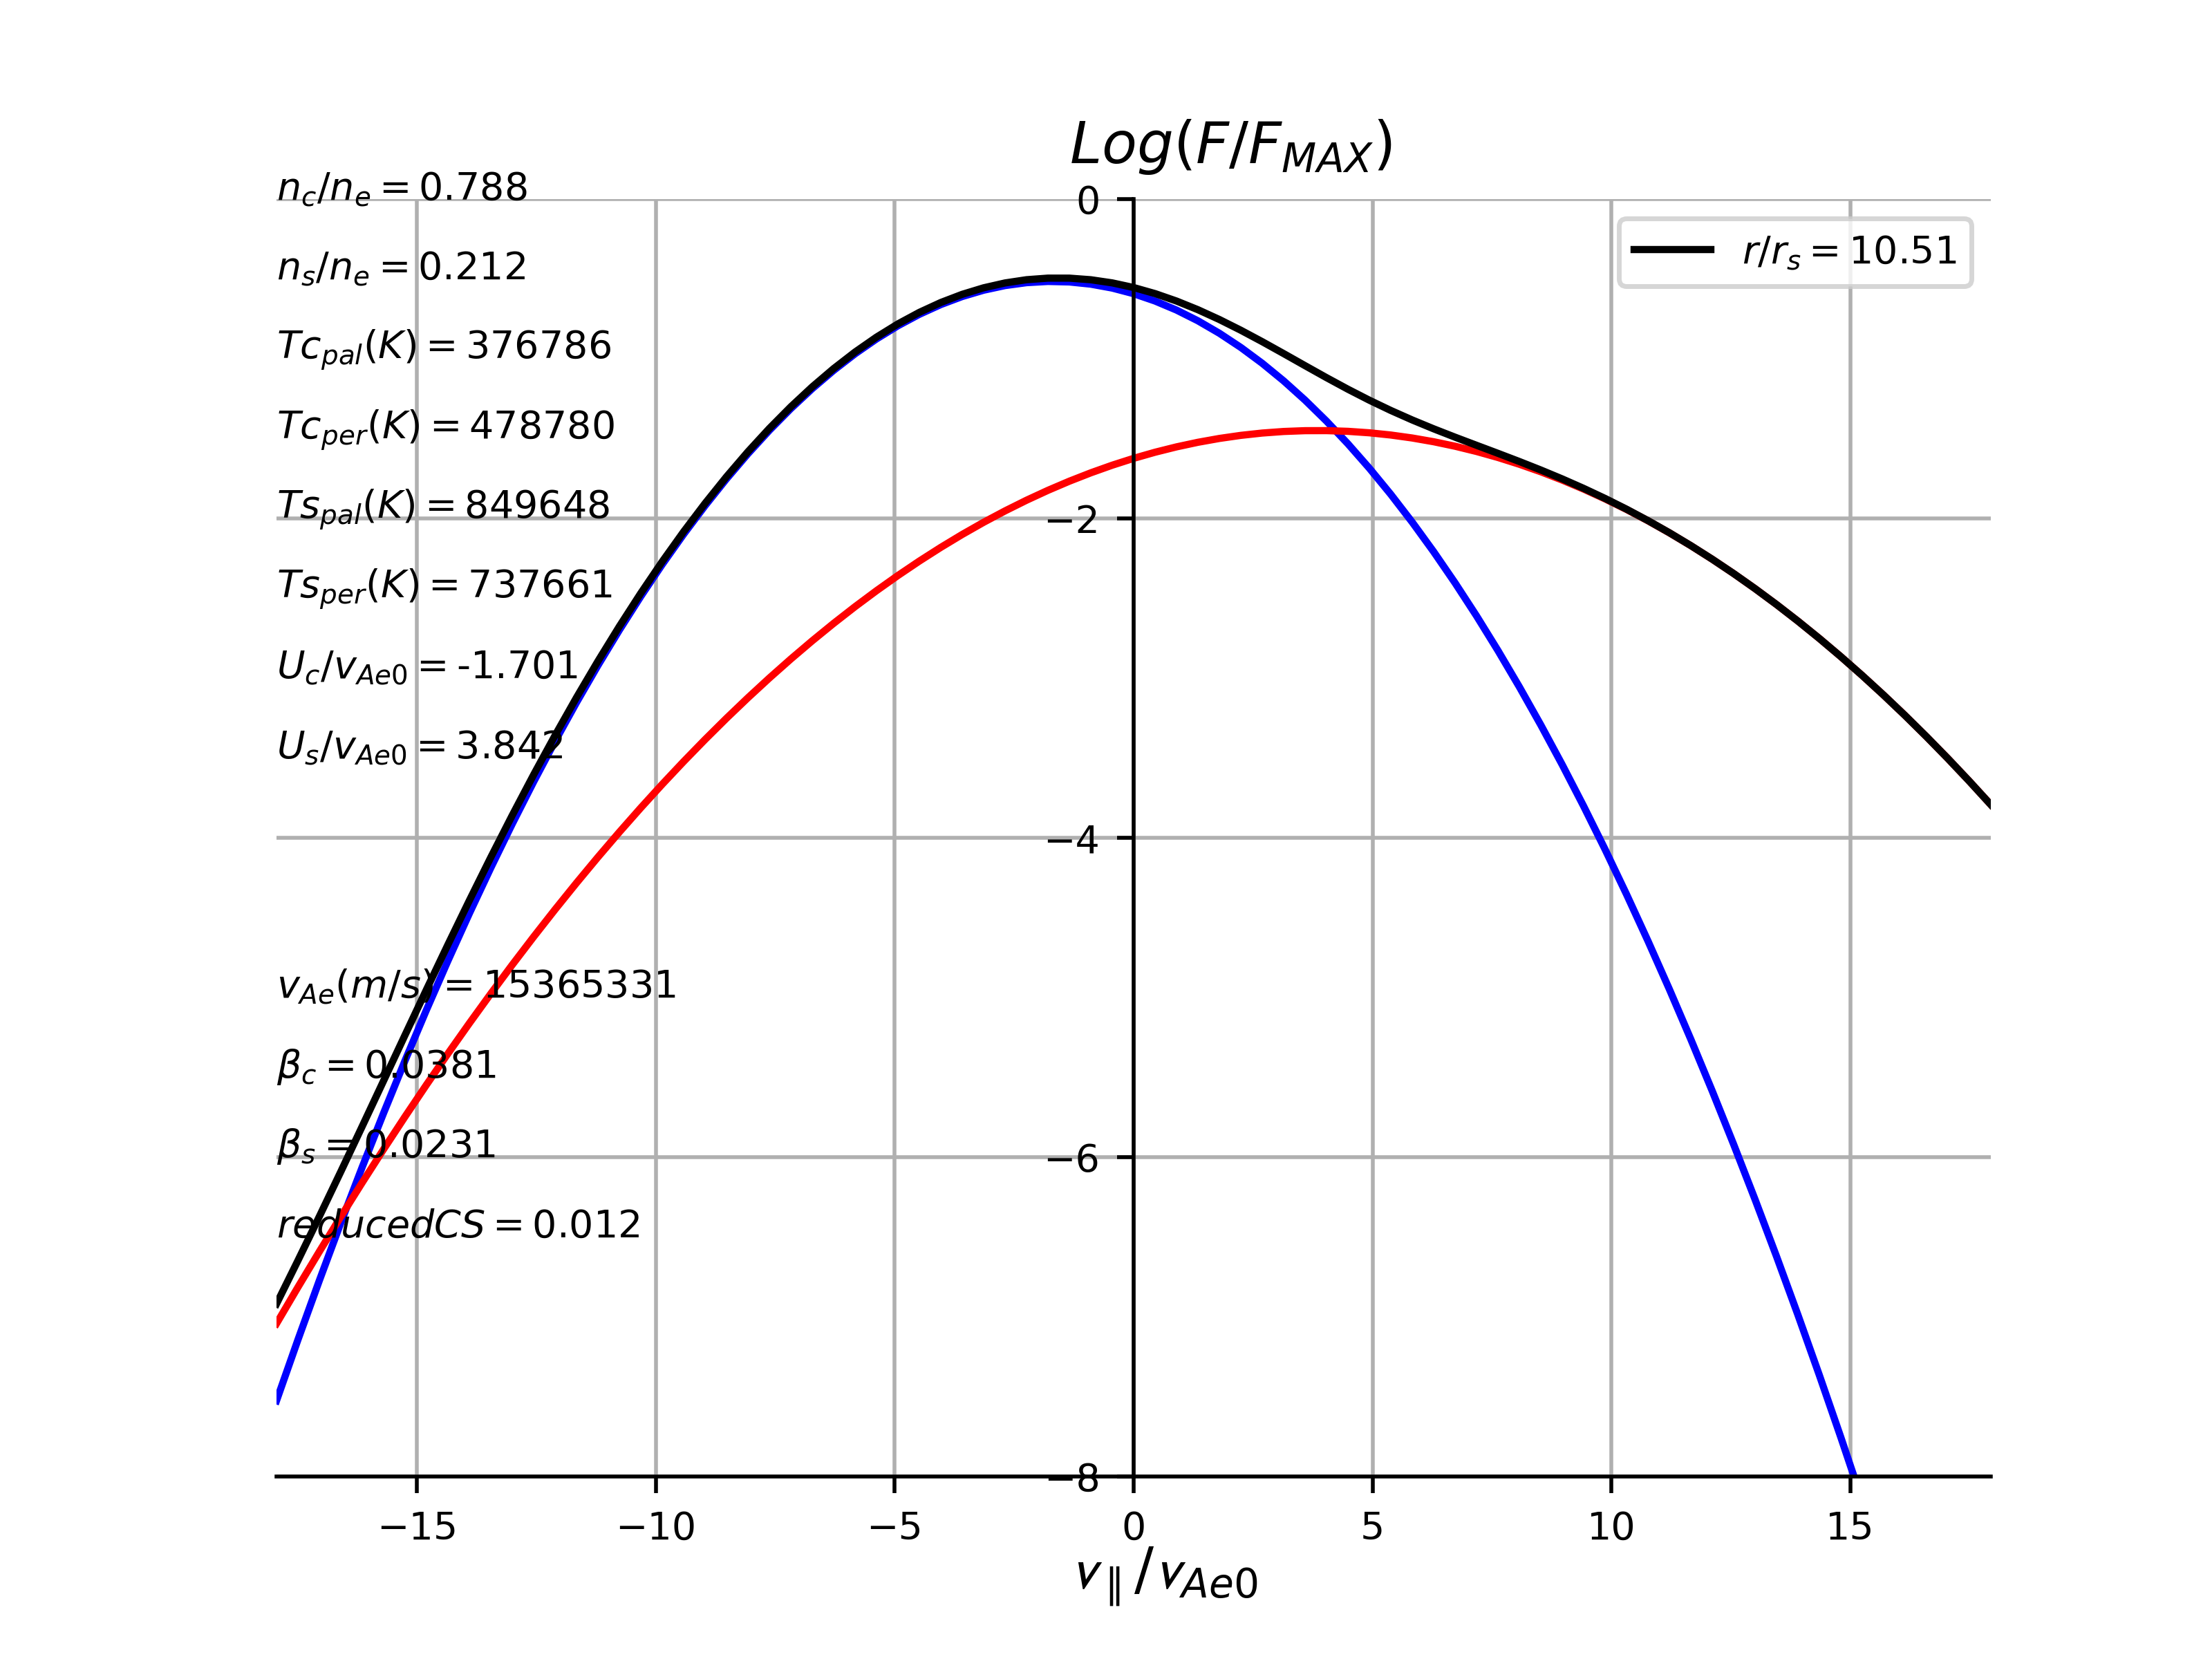 Log(F/F_MAX)
n_c/n_e = 0.788
n_s/n_e = 0.212
Tc_pal(K) = 376786
Tc_per(K) = 478780
Ts_pal(K) = 849648
Ts_per(K) = 737661
U_c/v_Ae0 = -1.701
U_s/v_Ae0 = 3.842
v_Ae(m/s) = 15365331
β_c = 0.0381
β_s = 0.0231
reducedCS = 0.012
r/r_s = 10.51
0
−2
−4
−6
−8
−15 −10 −5 0 5 10 15
v_∥/v_Ae0